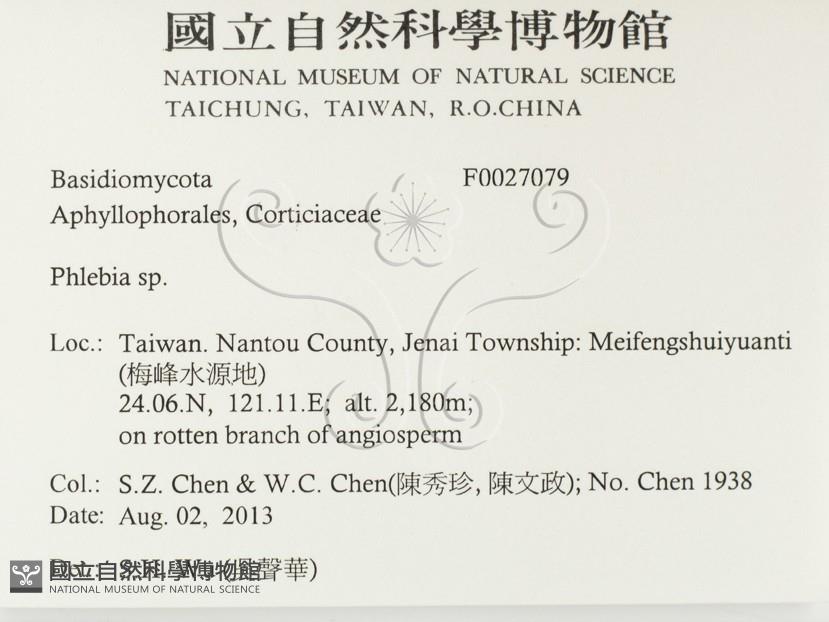 國立自然科學博物館
NATIONAL MUSEUM OF NATURAL SCIENCE
TAICHUNG, TAIWAN, R.O.CHINA
Basidiomycota F0027079
Aphyllophorales, Corticiaceae
Phlebia sp.
Loc.: Taiwan. Nantou County, Jenai Township: Meifengshuiyuanti
(梅峰水源地)
24.06.N, 121.11.E; alt. 2,180m;
on rotten branch of angiosperm
Col.: S.Z. Chen & W.C. Chen(陳秀珍, 陳文政); No. Chen 1938
Date: Aug. 02, 2013
S.H. Wu (吳聲華)
國立自然科學博物館
NATIONAL MUSEUM OF NATURAL SCIENCE